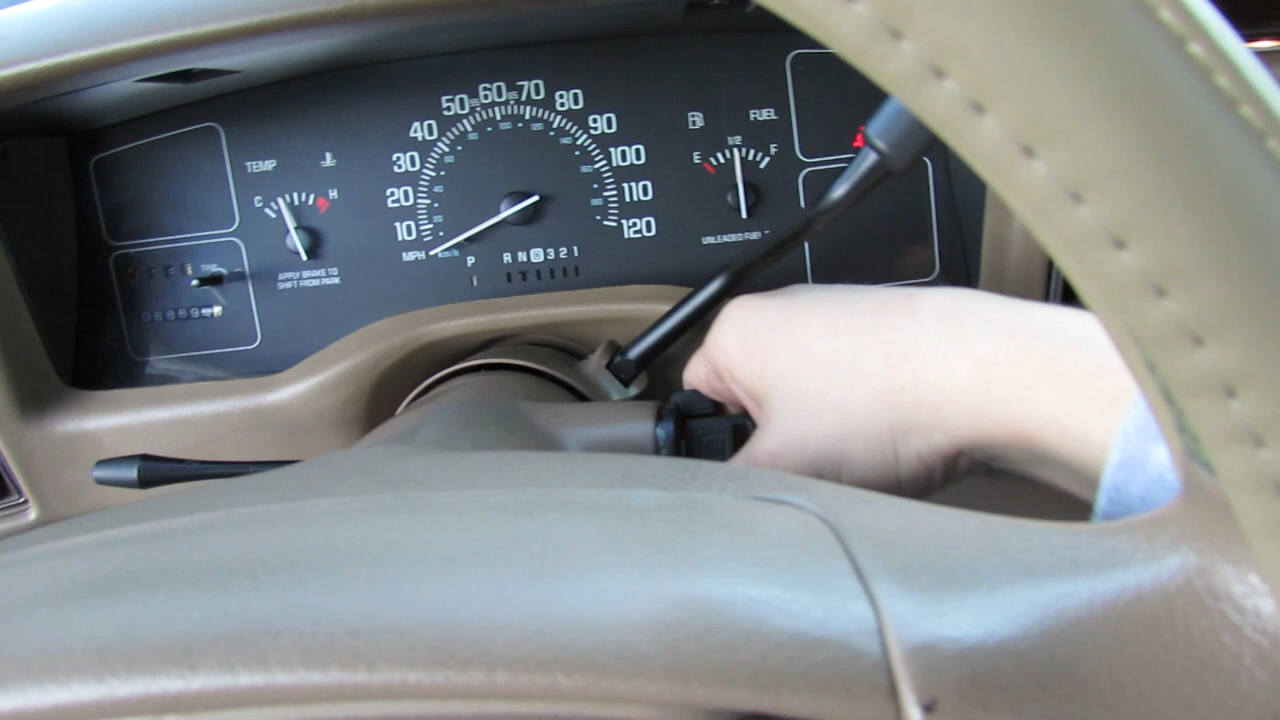 TEMP
C H
APPLY BRAKE TO
SHIFT FROM PARK
10 20 30 40 50 60 70 80 90 100 110 120
MPH km/h
P R N D 3 2 1
FUEL
E 1/2 F
UNLEADED FUEL